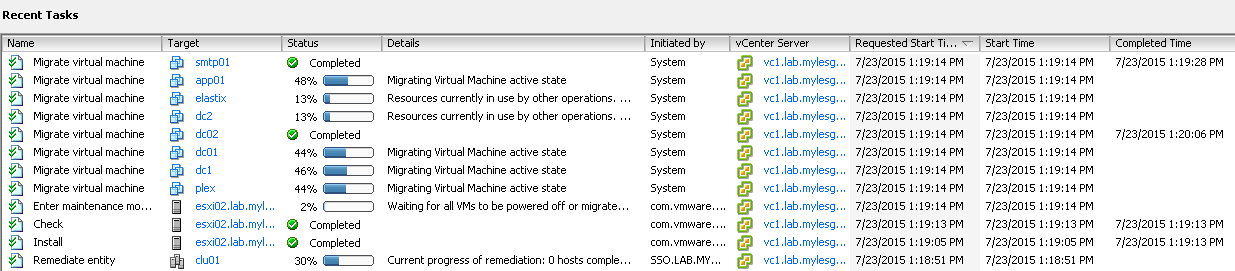 Recent Tasks
Name Target Status Details Initiated by vCenter Server Requested Start Ti... Start Time Completed Time
Migrate virtual machine smtp01 Completed System vc1.lab.mylesg... 7/23/2015 1:19:14 PM 7/23/2015 1:19:14 PM 7/23/2015 1:19:28 PM
Migrate virtual machine app01 48% Migrating Virtual Machine active state System vc1.lab.mylesg... 7/23/2015 1:19:14 PM 7/23/2015 1:19:14 PM
Migrate virtual machine elastix 13% Resources currently in use by other operations. ... System vc1.lab.mylesg... 7/23/2015 1:19:14 PM 7/23/2015 1:19:14 PM
Migrate virtual machine dc2 13% Resources currently in use by other operations. ... System vc1.lab.mylesg... 7/23/2015 1:19:14 PM 7/23/2015 1:19:14 PM
Migrate virtual machine dc02 Completed System vc1.lab.mylesg... 7/23/2015 1:19:14 PM 7/23/2015 1:19:14 PM 7/23/2015 1:20:06 PM
Migrate virtual machine dc01 44% Migrating Virtual Machine active state System vc1.lab.mylesg... 7/23/2015 1:19:14 PM 7/23/2015 1:19:14 PM
Migrate virtual machine dc1 46% Migrating Virtual Machine active state System vc1.lab.mylesg... 7/23/2015 1:19:14 PM 7/23/2015 1:19:14 PM
Migrate virtual machine plex 44% Migrating Virtual Machine active state System vc1.lab.mylesg... 7/23/2015 1:19:14 PM 7/23/2015 1:19:14 PM
Enter maintenance mo... esxi02.lab.myl... 2% Waiting for all VMs to be powered off or migrate... com.vmware.... vc1.lab.mylesg... 7/23/2015 1:19:14 PM 7/23/2015 1:19:14 PM
Check esxi02.lab.myl... Completed com.vmware.... vc1.lab.mylesg... 7/23/2015 1:19:13 PM 7/23/2015 1:19:13 PM 7/23/2015 1:19:13 PM
Install esxi02.lab.myl... Completed com.vmware.... vc1.lab.mylesg... 7/23/2015 1:19:05 PM 7/23/2015 1:19:05 PM 7/23/2015 1:19:13 PM
Remediate entity clu01 30% Current progress of remediation: 0 hosts comple... SSO.LAB.MY... vc1.lab.mylesg... 7/23/2015 1:18:51 PM 7/23/2015 1:18:51 PM